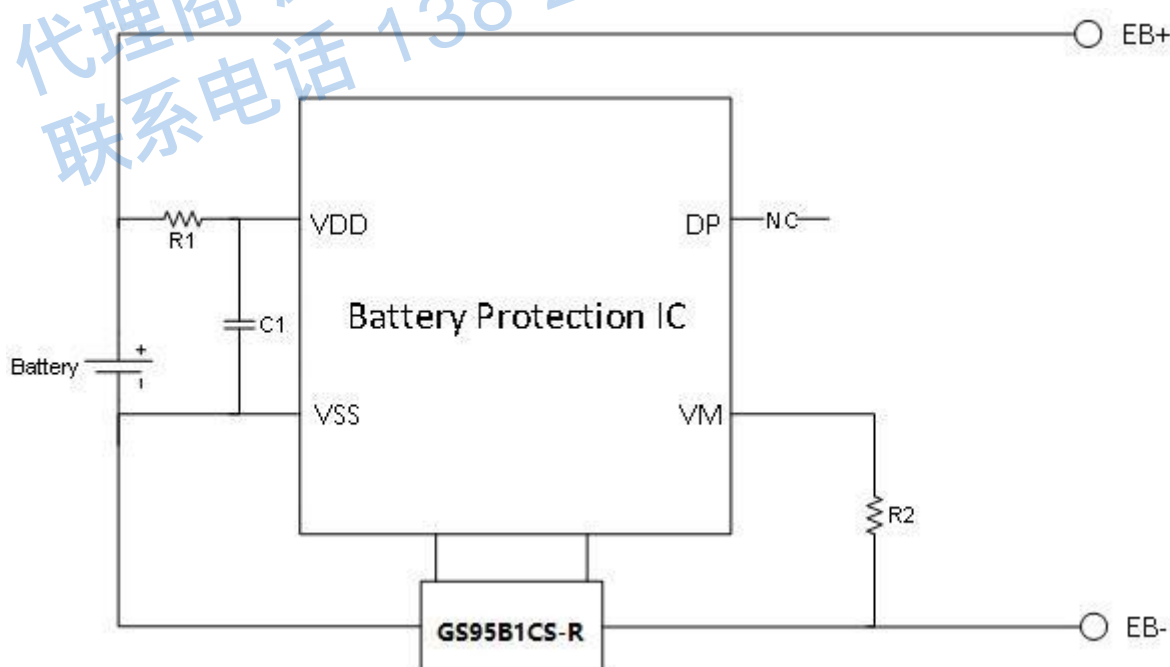 代理商
联系电话 138
EB+
VDD
DP
NC
R1
Battery Protection IC
C1
Battery
+
-
VSS
VM
R2
GS95B1CS-R
EB-